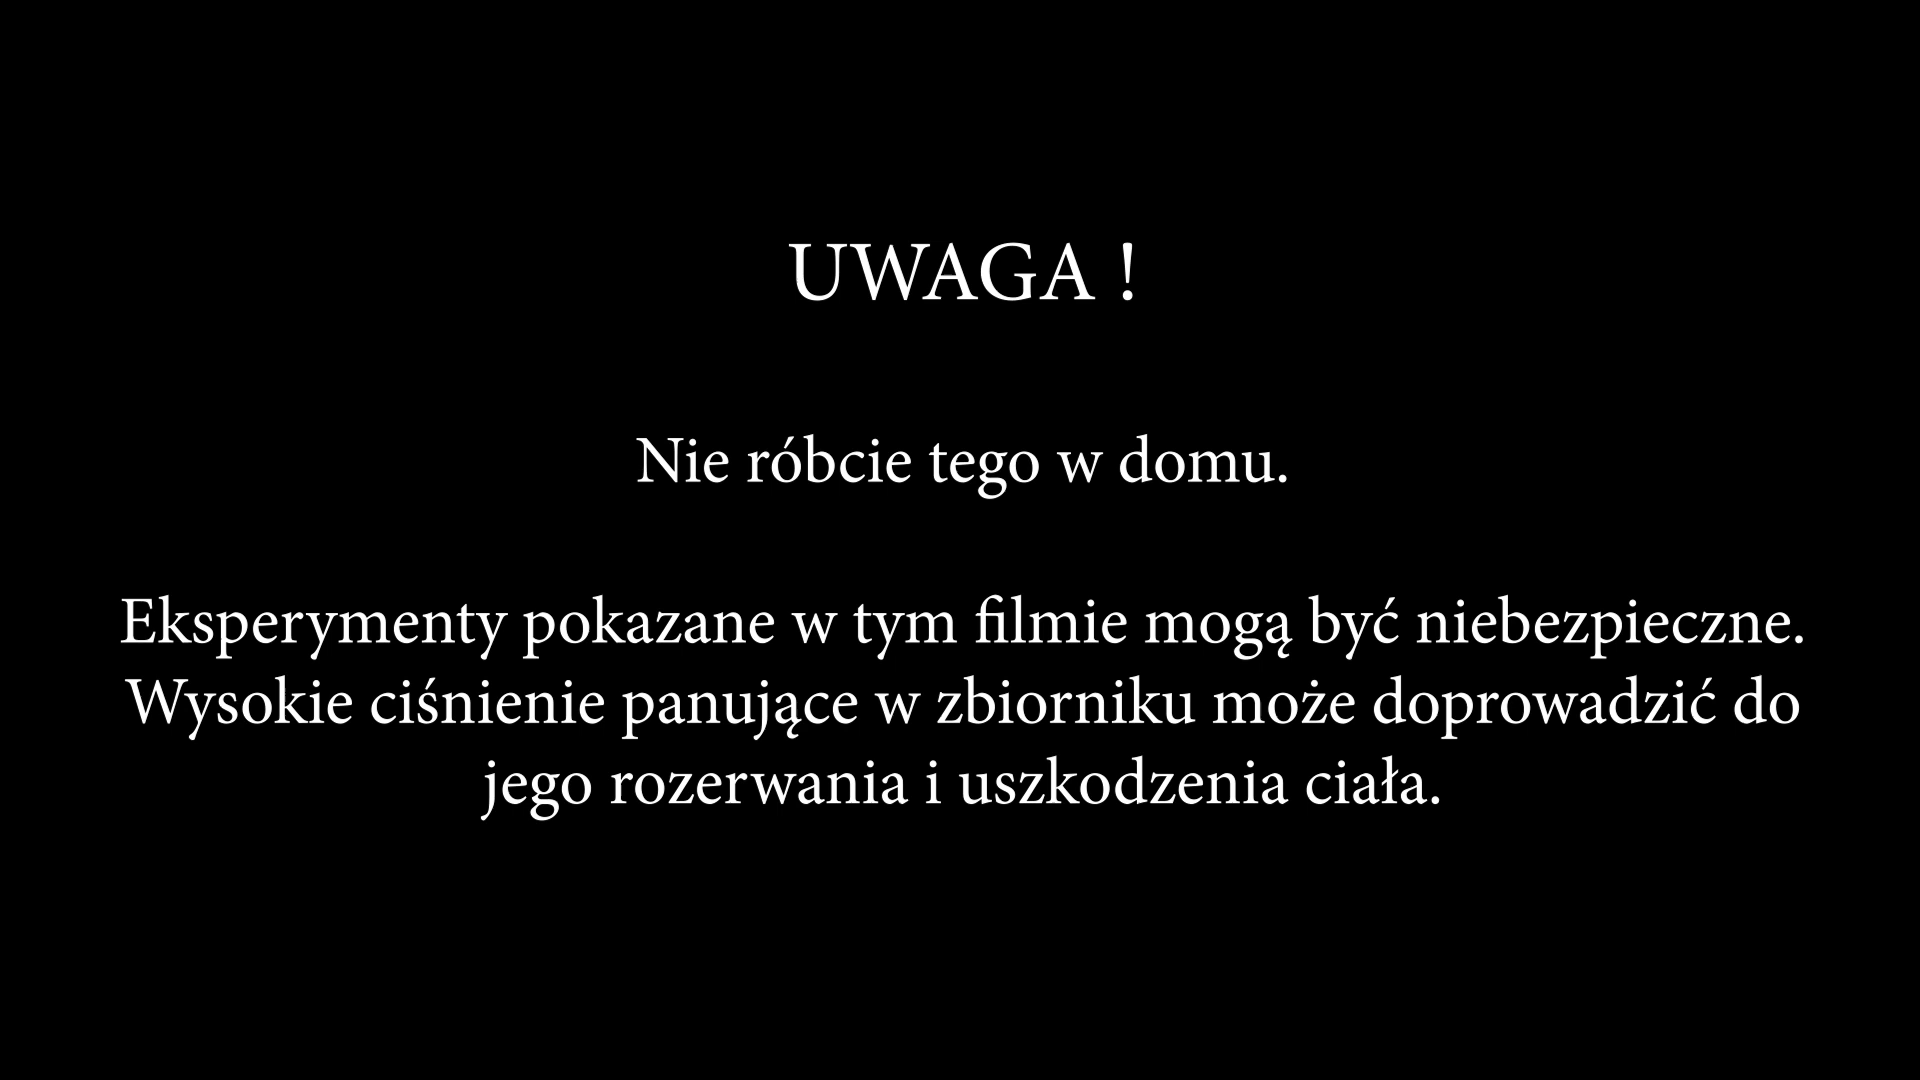 UWAGA !
Nie róbcie tego w domu.
Eksperymenty pokazane w tym filmie mogą być niebezpieczne.
Wysokie ciśnienie panujące w zbiorniku może doprowadzić do
jego rozerwania i uszkodzenia ciała.